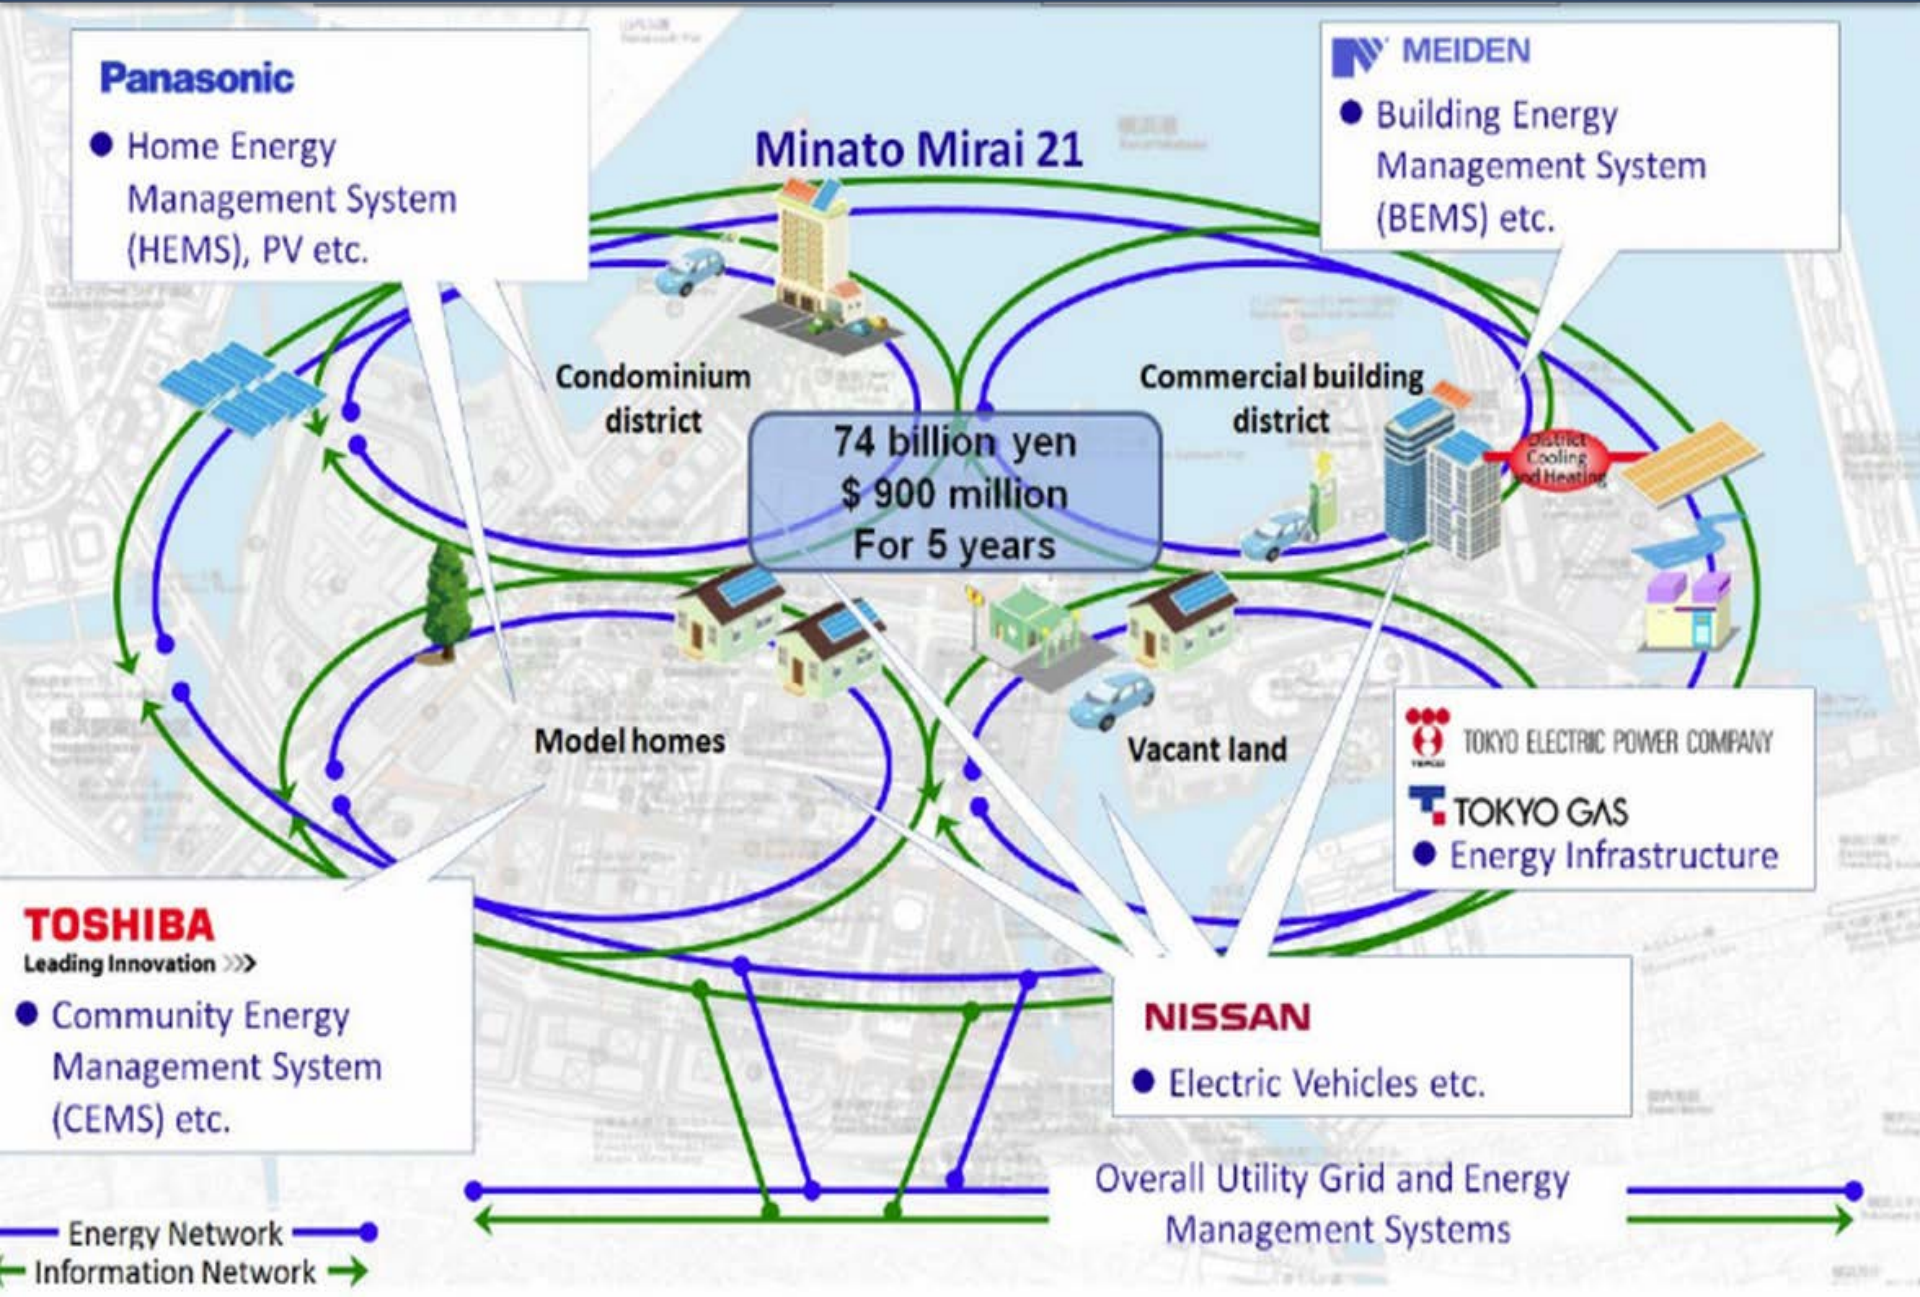 Panasonic
Home Energy
Management System
(HEMS), PV etc.
Minato Mirai 21
MEIDEN
Building Energy
Management System
(BEMS) etc.
Condominium
district
Commercial building
district
74 billion yen
$ 900 million
For 5 years
District
Cooling
and Heating
Model homes
Vacant land
TEPCO
TOKYO ELECTRIC POWER COMPANY
TOKYO GAS
Energy Infrastructure
TOSHIBA
Leading Innovation >>>
Community Energy
Management System
(CEMS) etc.
NISSAN
Electric Vehicles etc.
Overall Utility Grid and Energy
Management Systems
Energy Network
Information Network